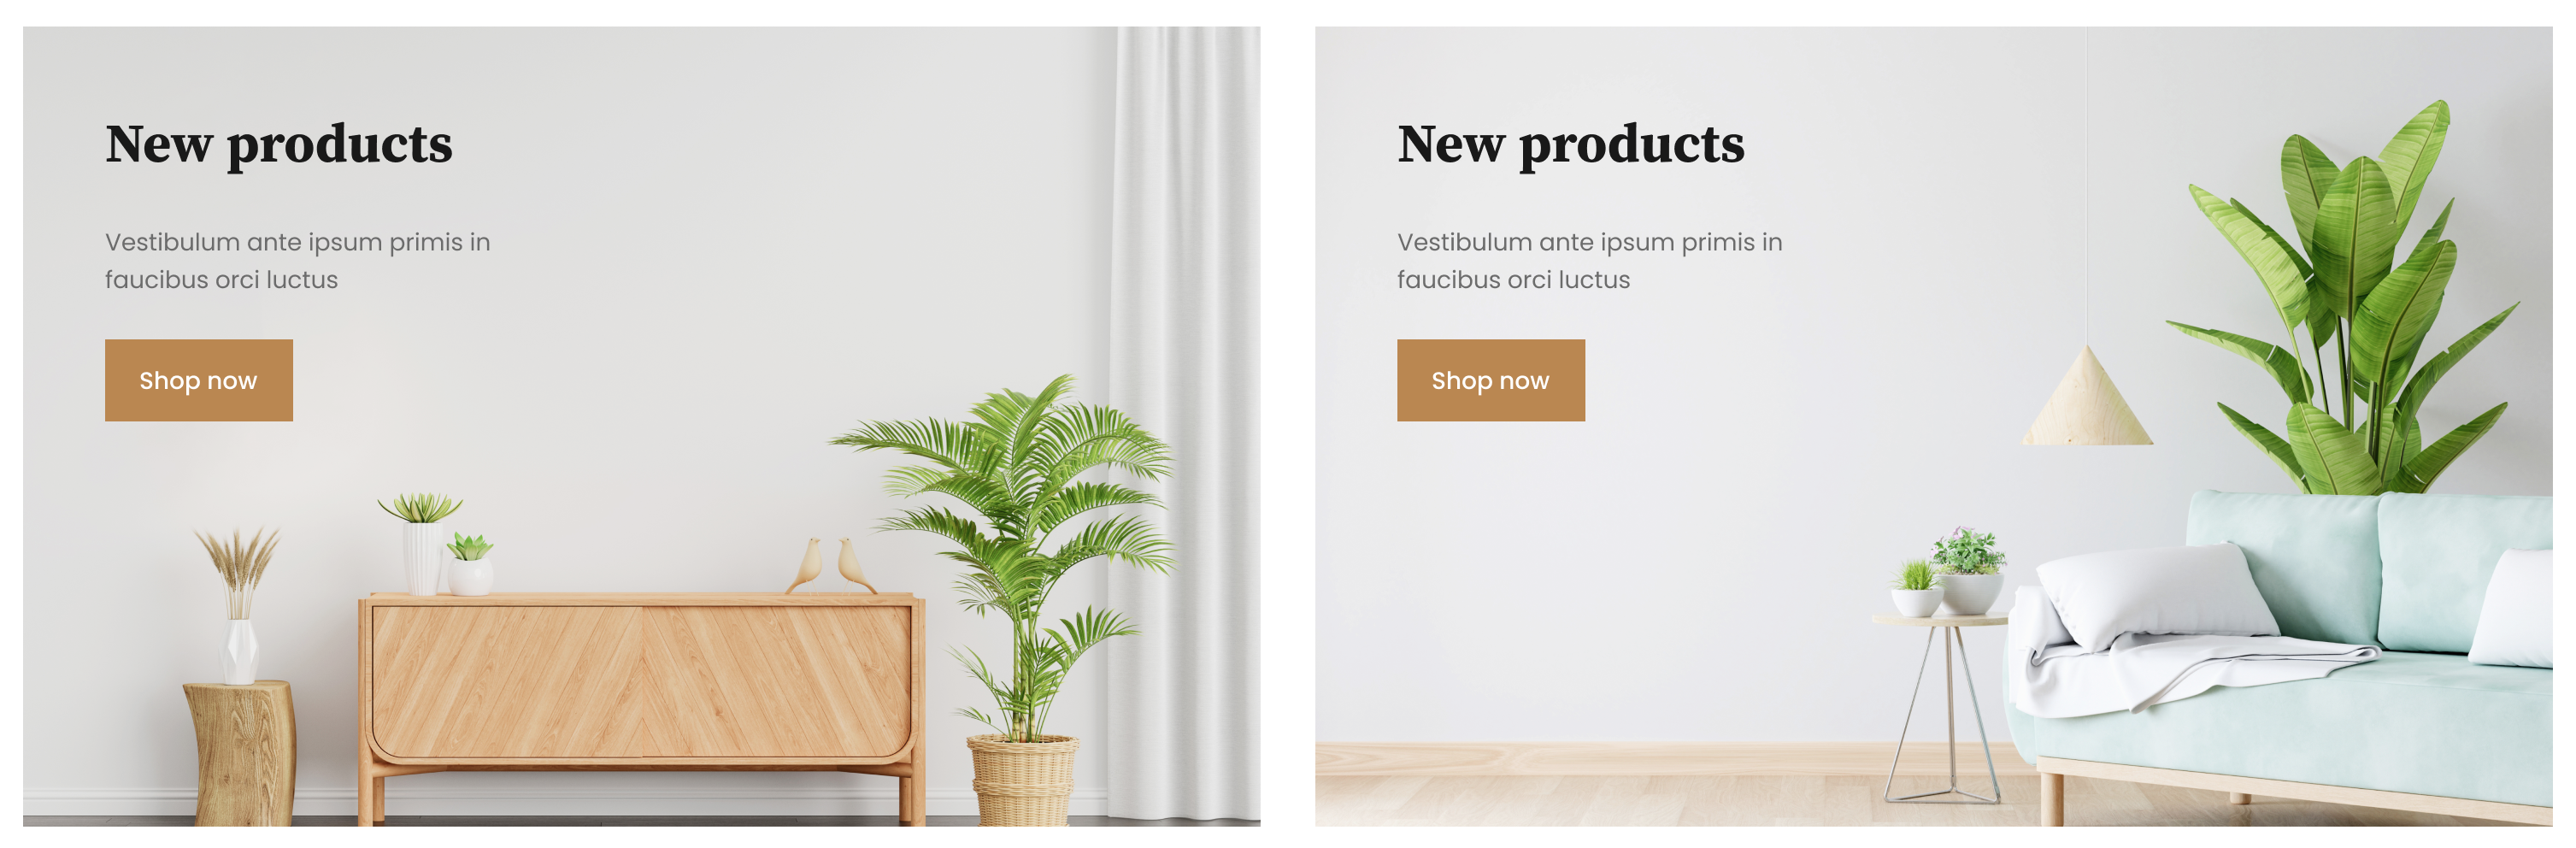 New products
Vestibulum ante ipsum primis in
faucibus orci luctus
Shop now
New products
Vestibulum ante ipsum primis in
faucibus orci luctus
Shop now